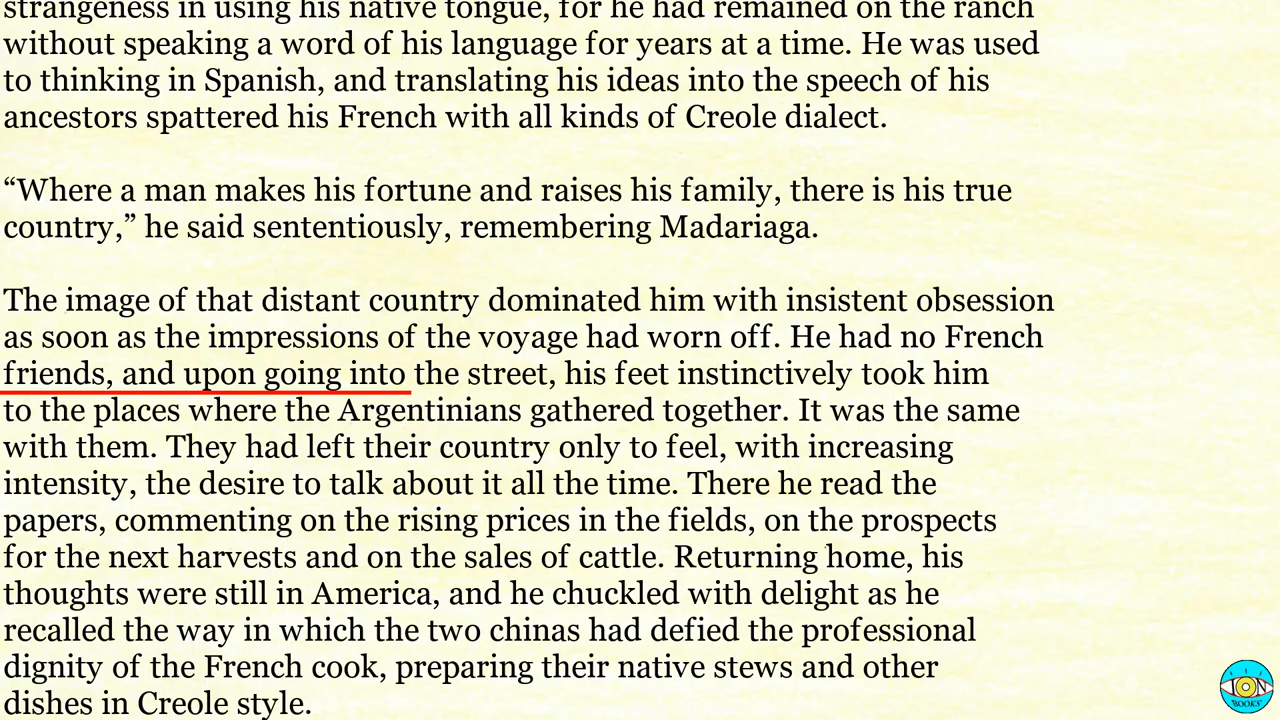 strangeness in using his native tongue, for he had remained on the ranch
without speaking a word of his language for years at a time. He was used
to thinking in Spanish, and translating his ideas into the speech of his
ancestors spattered his French with all kinds of Creole dialect.
“Where a man makes his fortune and raises his family, there is his true
country,” he said sententiously, remembering Madariaga.
The image of that distant country dominated him with insistent obsession
as soon as the impressions of the voyage had worn off. He had no French
friends, and upon going into the street, his feet instinctively took him
to the places where the Argentinians gathered together. It was the same
with them. They had left their country only to feel, with increasing
intensity, the desire to talk about it all the time. There he read the
papers, commenting on the rising prices in the fields, on the prospects
for the next harvests and on the sales of cattle. Returning home, his
thoughts were still in America, and he chuckled with delight as he
recalled the way in which the two chinas had defied the professional
dignity of the French cook, preparing their native stews and other
dishes in Creole style.
ION
BOOKS